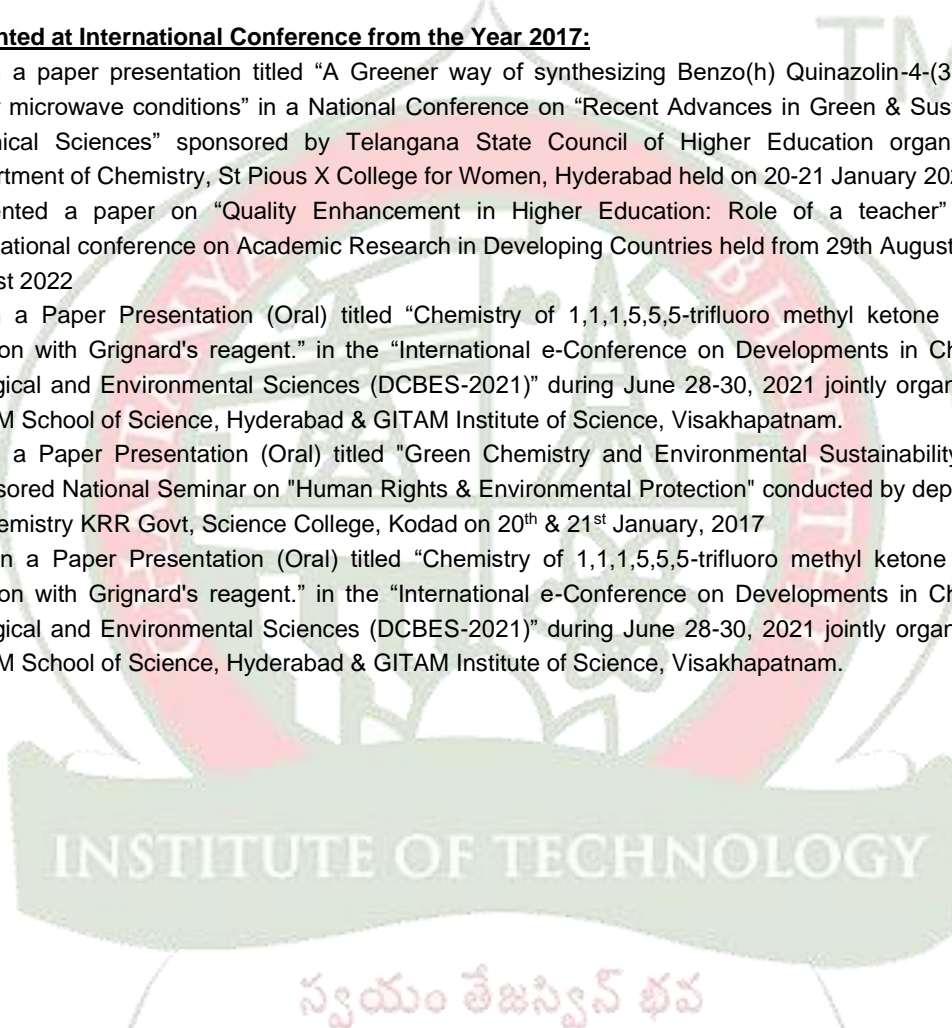 nted at International Conference from the Year 2017:
a paper presentation titled “A Greener way of synthesizing Benzo(h) Quinazolin-4-(3
microwave conditions” in a National Conference on “Recent Advances in Green & Sus
ical Sciences” sponsored by Telangana State Council of Higher Education organ
rtment of Chemistry, St Pious X College for Women, Hyderabad held on 20-21 January 20
ented a paper on “Quality Enhancement in Higher Education: Role of a teacher”
ational conference on Academic Research in Developing Countries held from 29th August
st 2022
a Paper Presentation (Oral) titled “Chemistry of 1,1,1,5,5,5-trifluoro methyl ketone
on with Grignard's reagent.” in the “International e-Conference on Developments in Ch
gical and Environmental Sciences (DCBES-2021)” during June 28-30, 2021 jointly organ
M School of Science, Hyderabad & GITAM Institute of Science, Visakhapatnam.
a Paper Presentation (Oral) titled "Green Chemistry and Environmental Sustainability
sored National Seminar on "Human Rights & Environmental Protection" conducted by dep
emistry KRR Govt, Science College, Kodad on 20th & 21st January, 2017
n a Paper Presentation (Oral) titled “Chemistry of 1,1,1,5,5,5-trifluoro methyl ketone
on with Grignard's reagent.” in the “International e-Conference on Developments in Ch
gical and Environmental Sciences (DCBES-2021)” during June 28-30, 2021 jointly organ
M School of Science, Hyderabad & GITAM Institute of Science, Visakhapatnam.
TM
CHAITANYA BHARATHI
INSTITUTE OF TECHNOLOGY
స్వయం తేజస్విన్ భవ